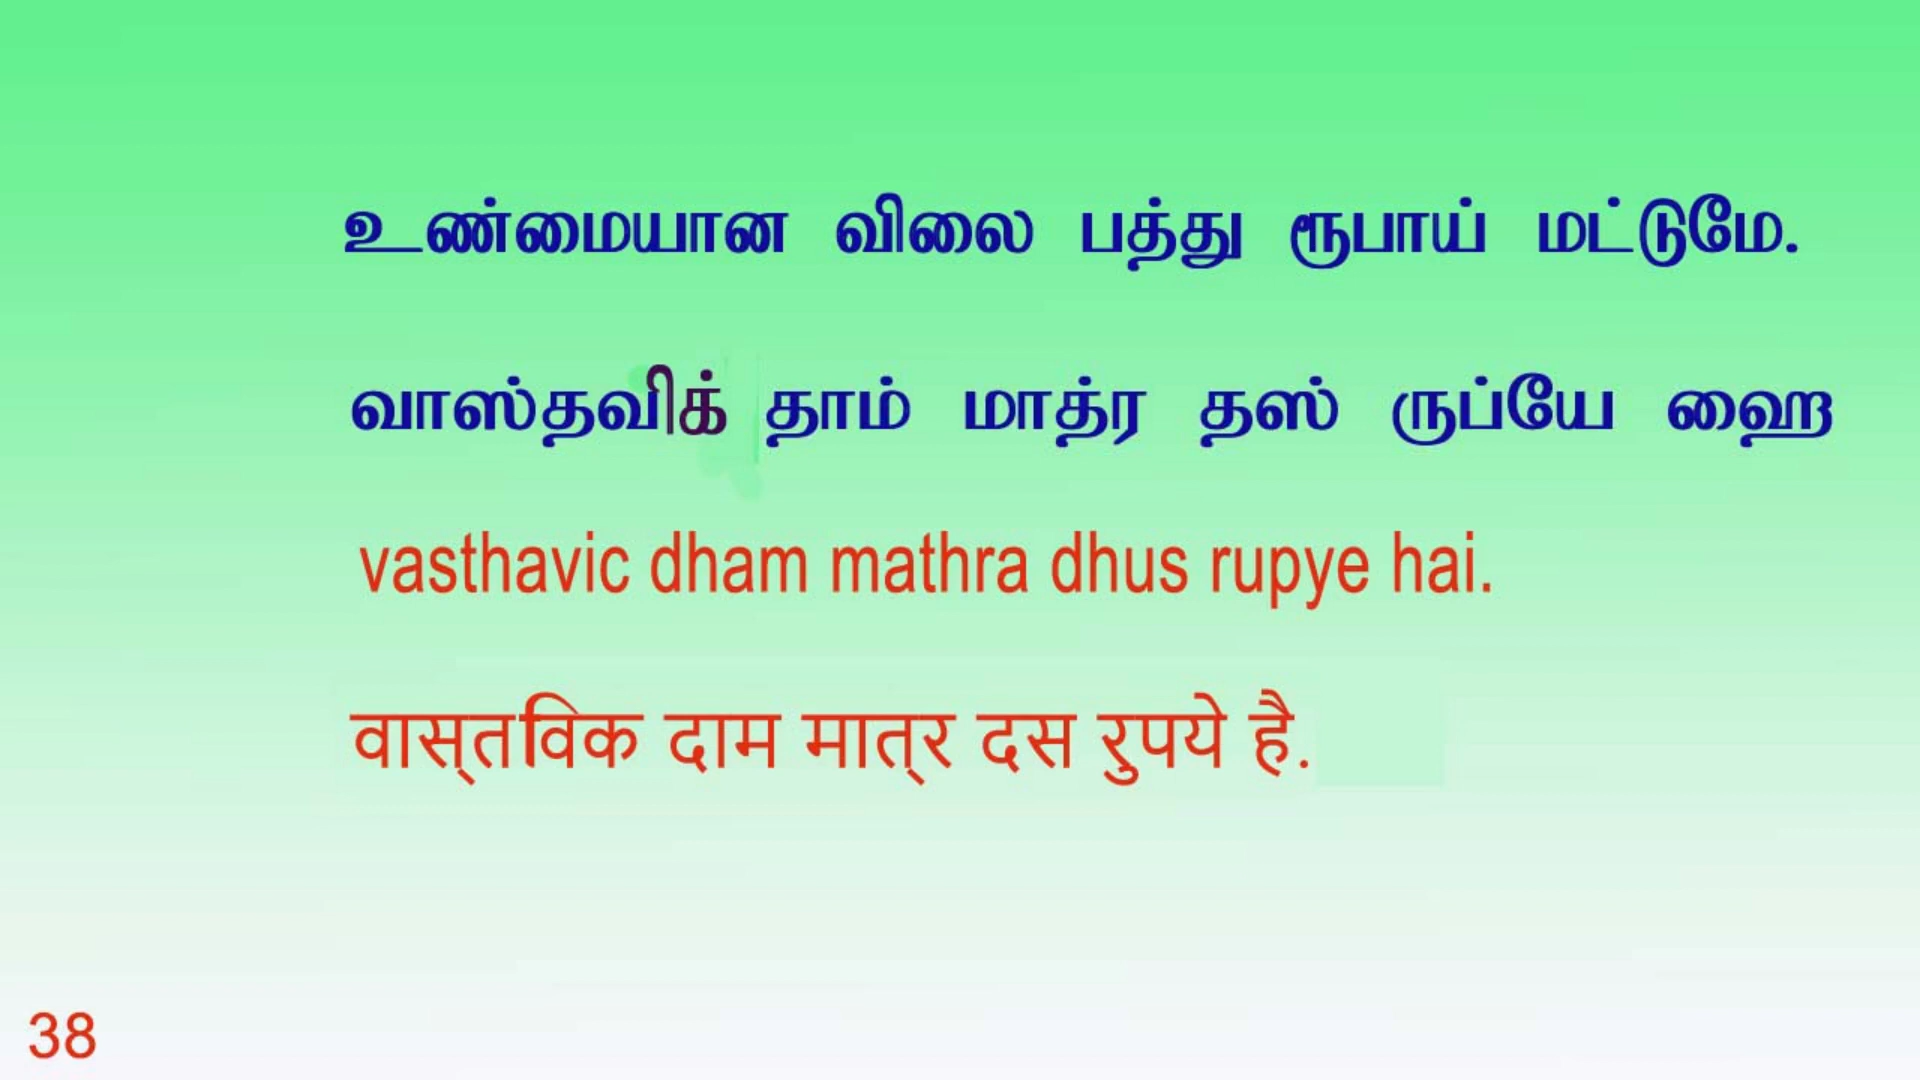 உண்மையான விலை பத்து ரூபாய் மட்டுமே.
வாஸ்தவிக் தாம் மாத்ர தஸ் ருப்யே ஹை
vasthavic dham mathra dhus rupye hai.
वास्‌तविक दाम मात्‌र दस रुपये है.
38